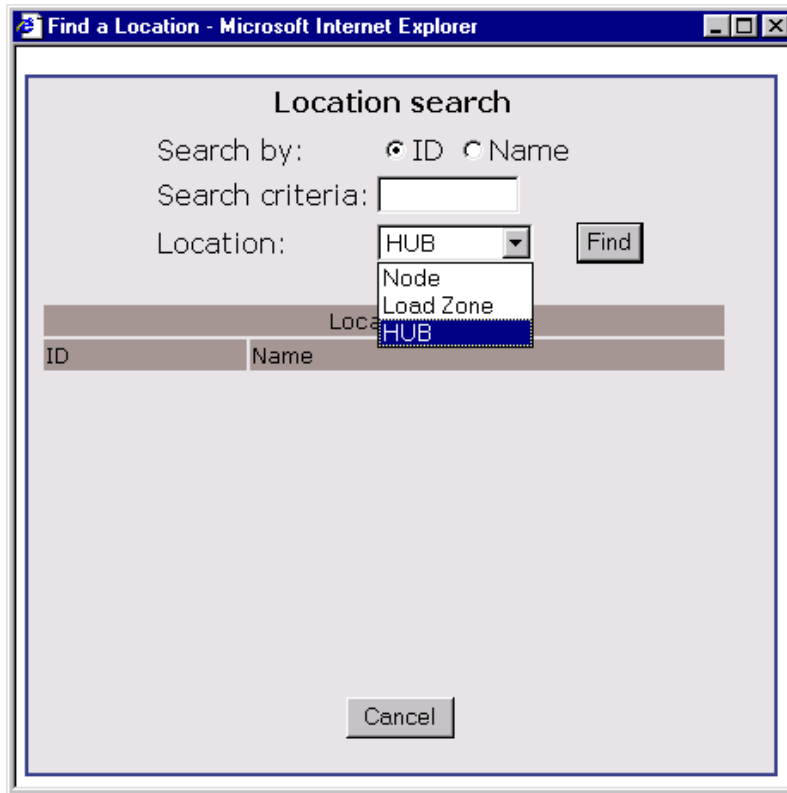 Find a Location - Microsoft Internet Explorer
Location search
Search by: ID Name
Search criteria:
Location: HUB Find
Node
Load Zone
HUB
ID Name
Cancel